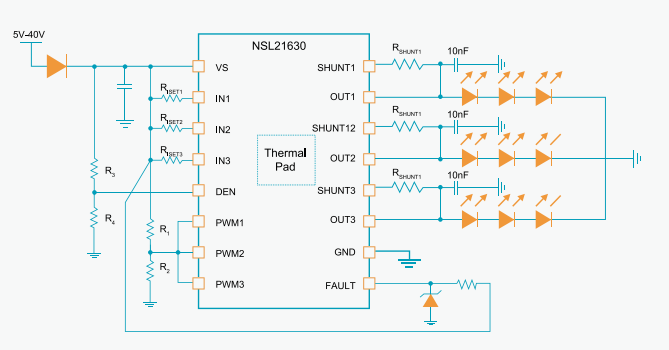 5V-40V
NSL21630
VS
IN1
IN2
IN3
DEN
PWM1
PWM2
PWM3
Thermal
Pad
SHUNT1
OUT1
SHUNT12
OUT2
SHUNT3
OUT3
GND
FAULT
RISET1
RISET2
RISET3
R3
R4
R1
R2
RSHUNT1
10nF
RSHUNT1
10nF
RSHUNT1
10nF